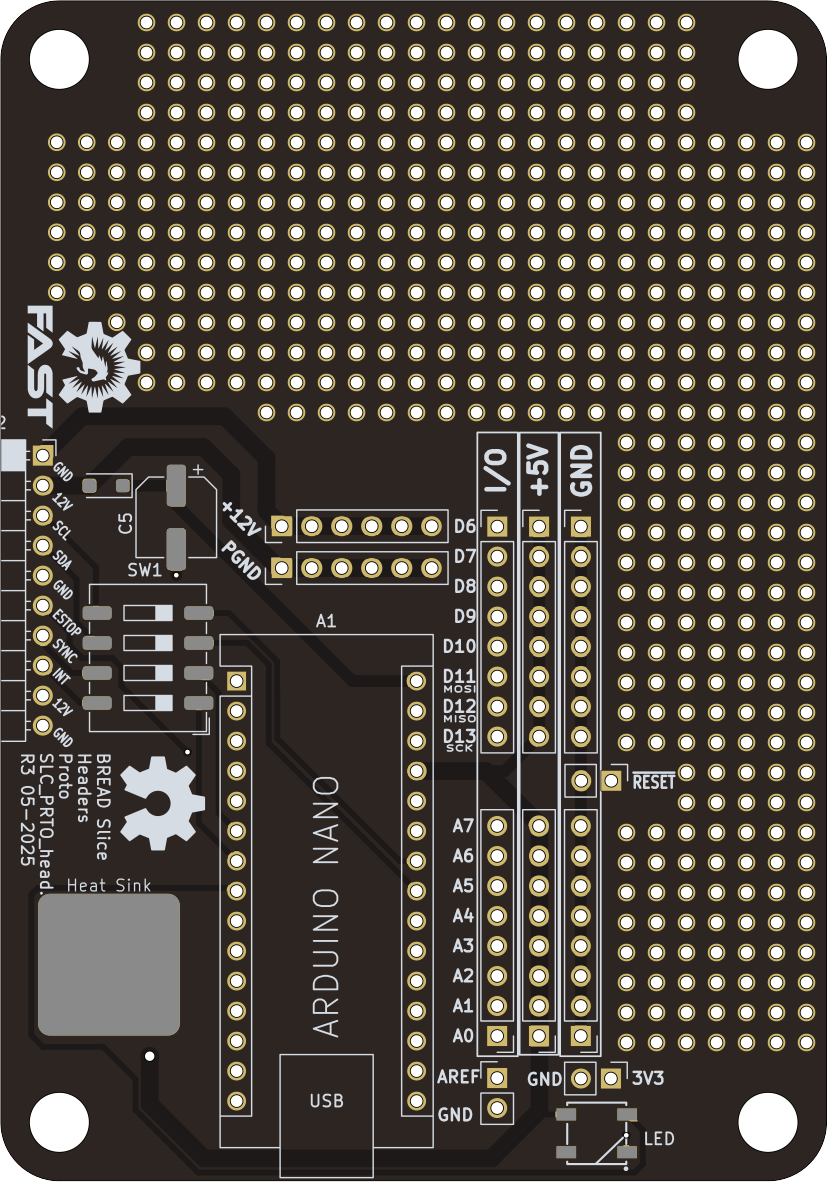 FAST
2
GND
12V
SCL
SDA
GND
ESTOP
SYNC
INT
12V
GND
C5
+
SW1
+12V
PGND
I/O
+5V
GND
D6
D7
D8
D9
D10
D11
MOSI
D12
MISO
D13
SCK
A1
RESET
A7
A6
A5
A4
A3
A2
A1
A0
BREAD Slice
Headers
Proto
SLC_PRTO_head.
R3 05-2025
Heat Sink
ARDUINO NANO
USB
AREF
GND
GND
3V3
LED